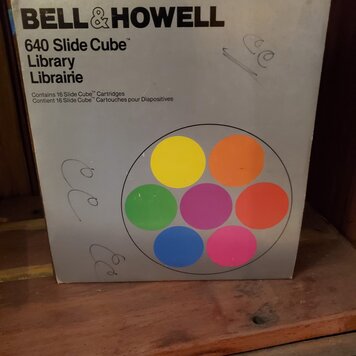 BELL&HOWELL
640 Slide Cube™
Library
Librairie
Contains 16 Slide Cube™ Cartridges
Contient 16 Slide Cube™ Cartouches pour Diapositives